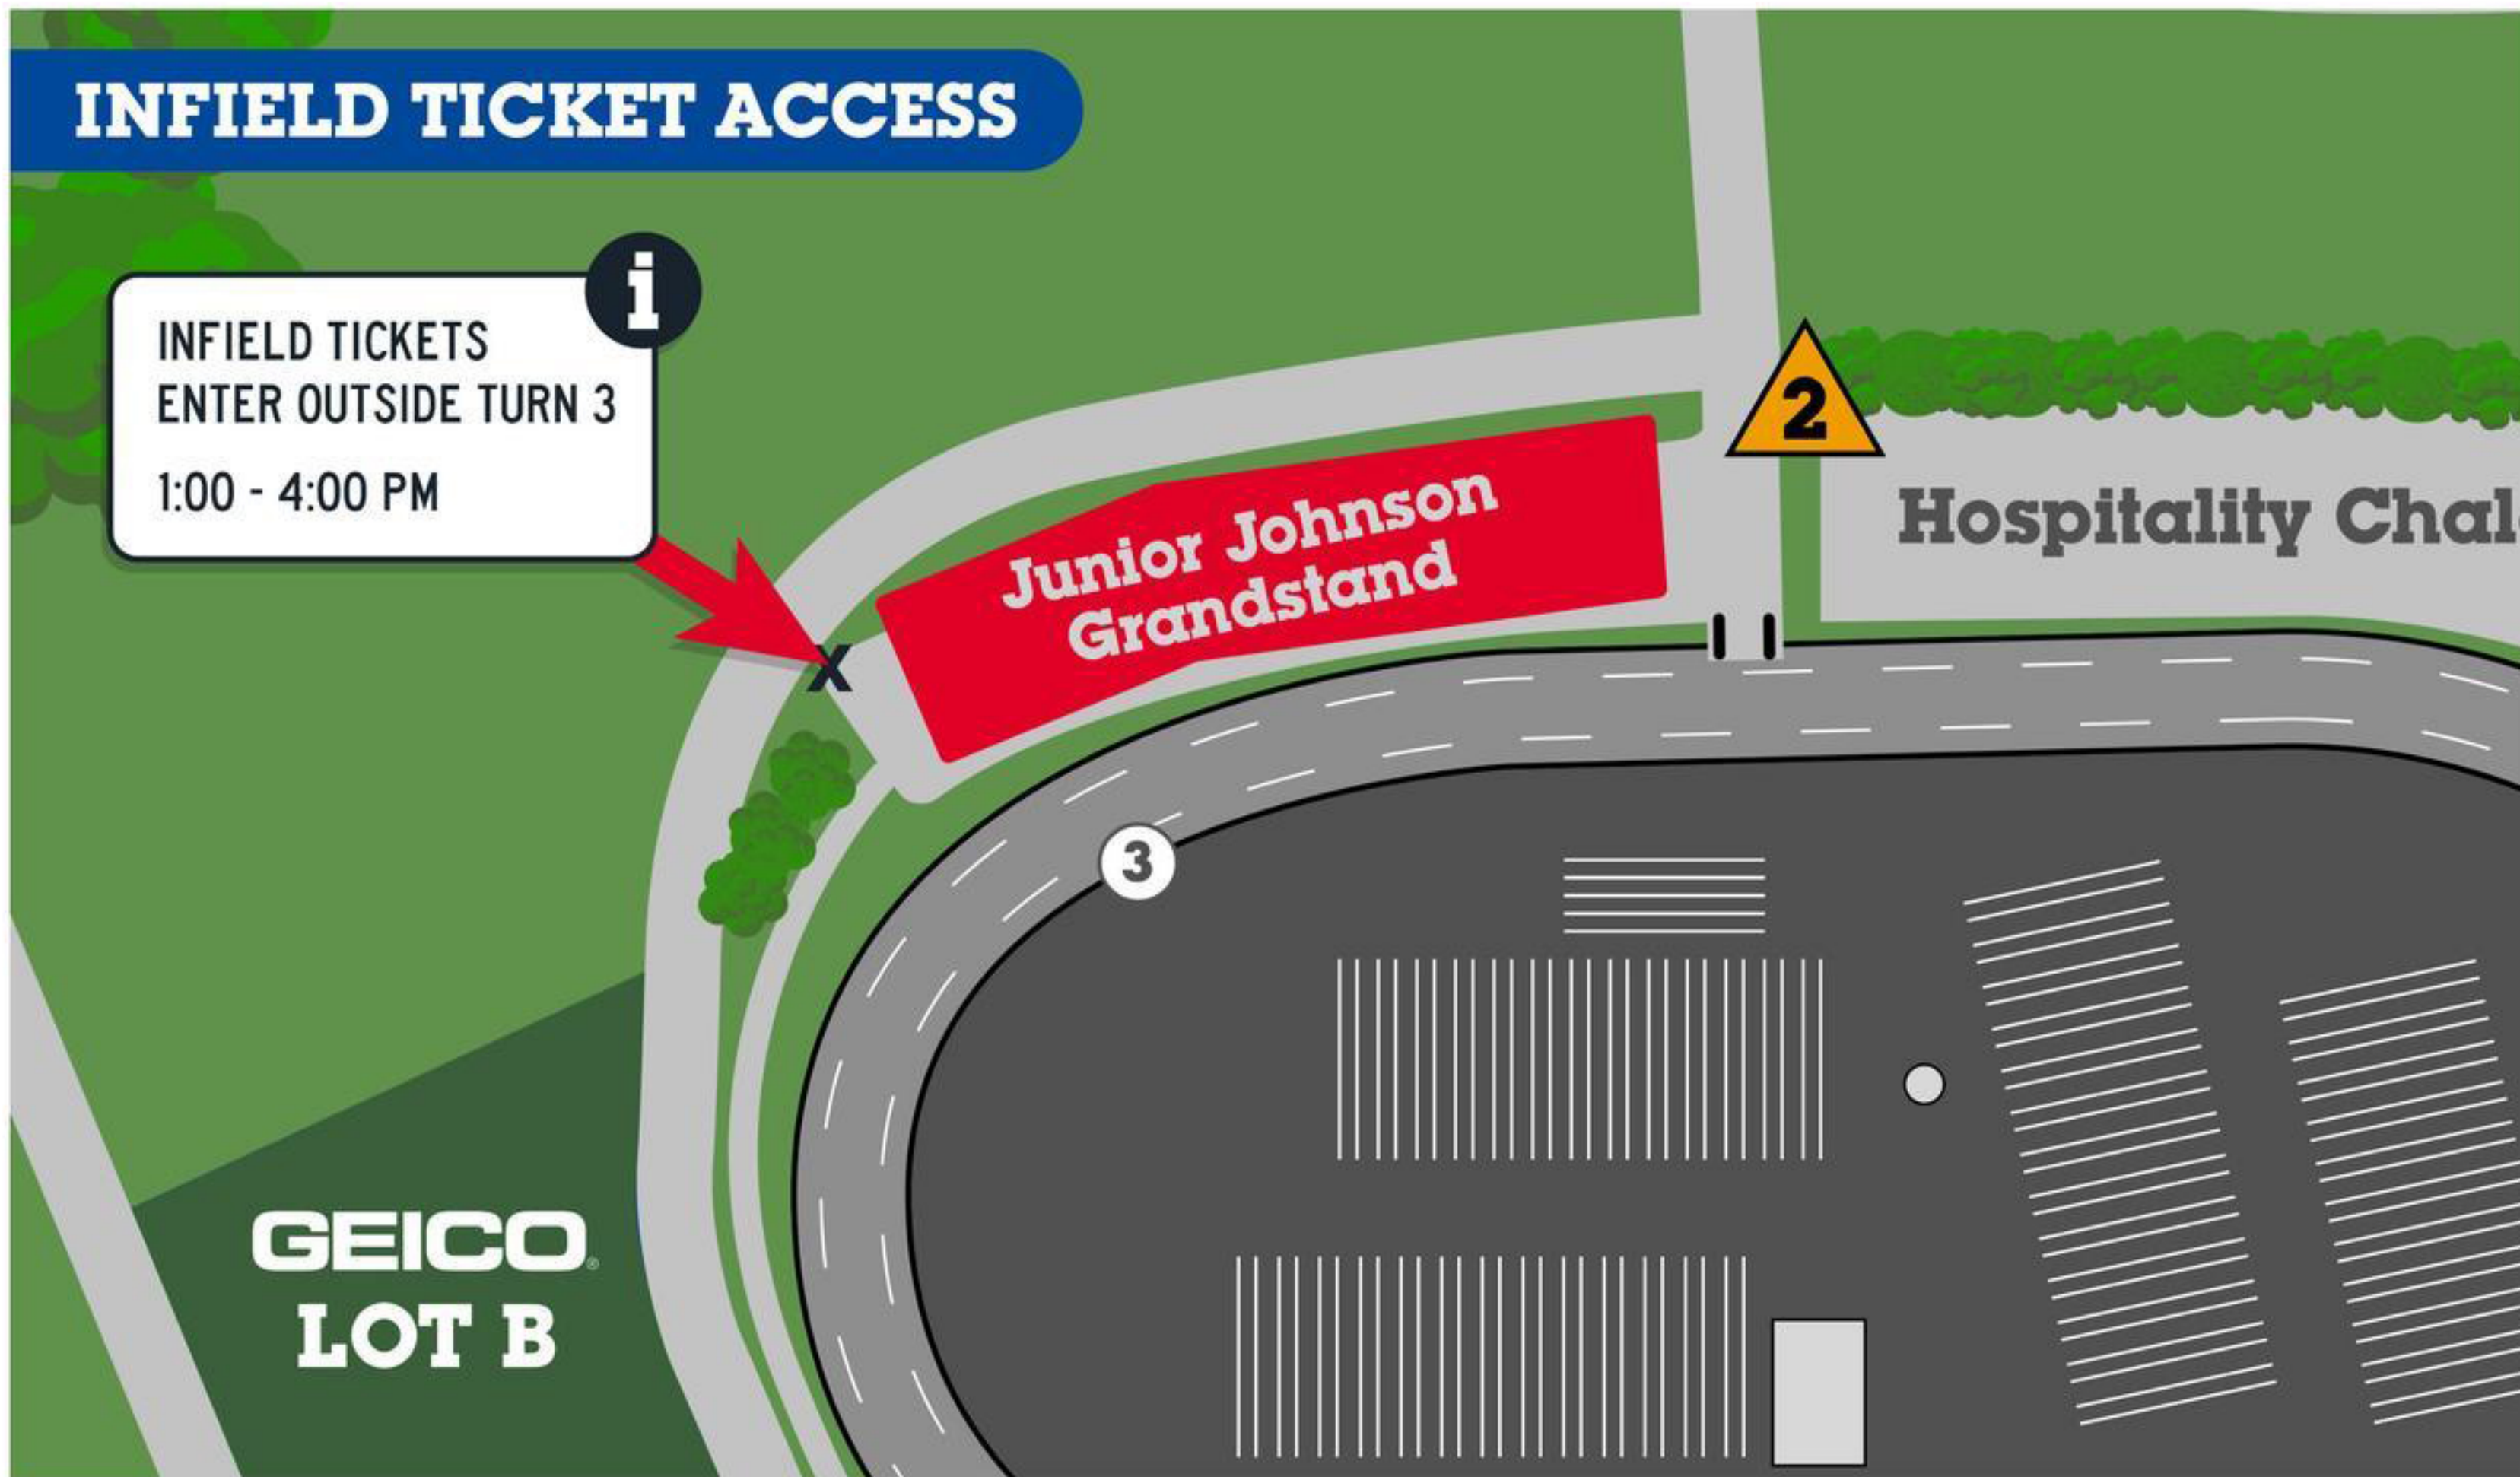 INFIELD TICKET ACCESS
i
INFIELD TICKETS
ENTER OUTSIDE TURN 3
1:00 - 4:00 PM
2
Junior Johnson
Grandstand
Hospitality Chal
X
3
GEICO®
LOT B